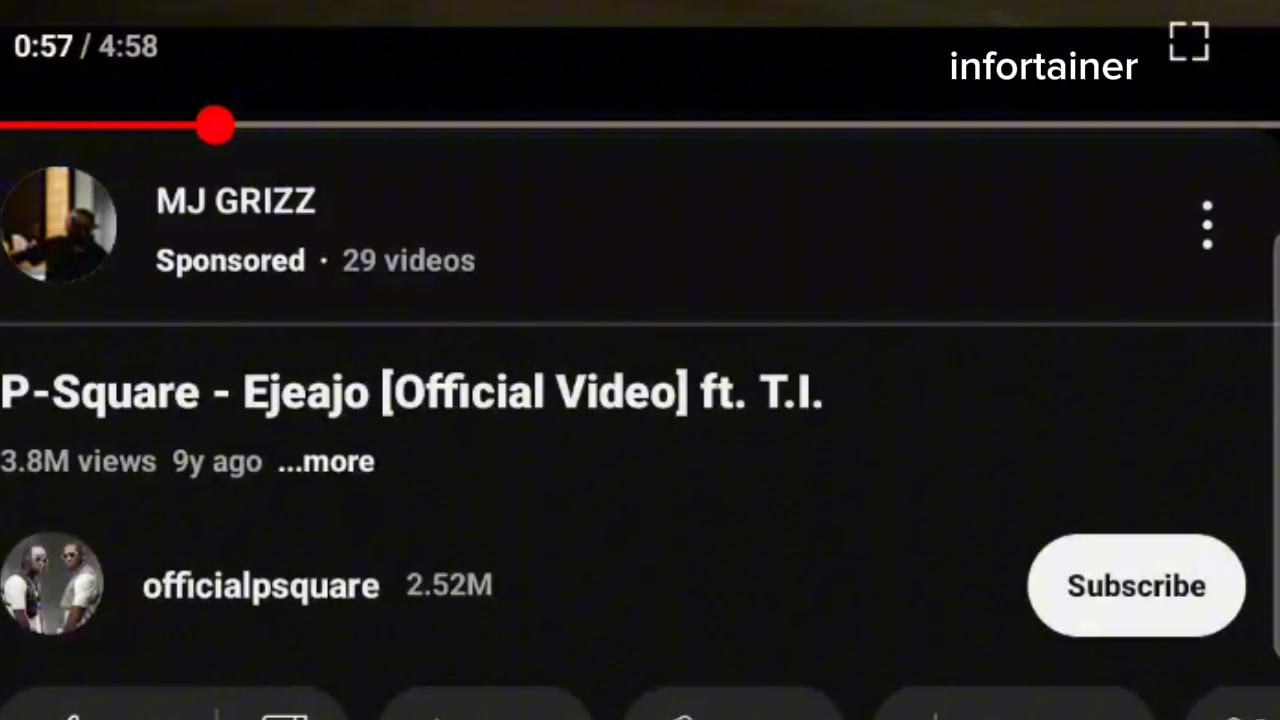 0:57 / 4:58
infortainer
MJ GRIZZ
Sponsored · 29 videos
P-Square - Ejeajo [Official Video] ft. T.I.
3.8M views 9y ago ...more
officialpsquare 2.52M
Subscribe